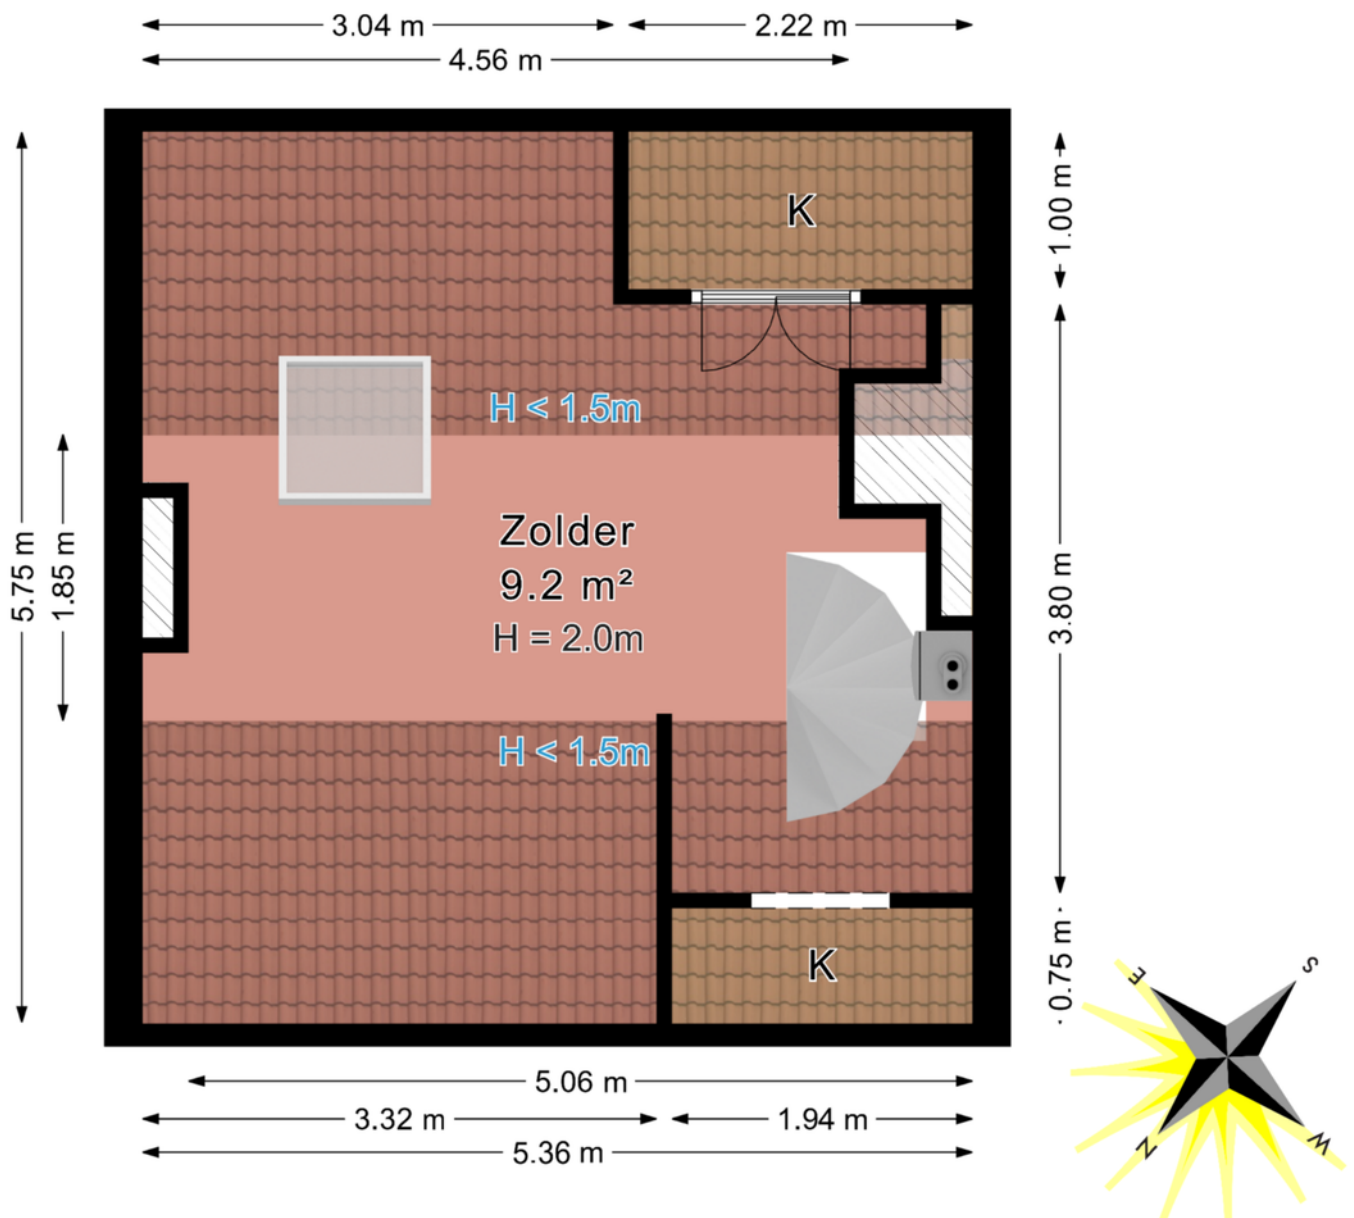 3.04 m
2.22 m
4.56 m
K
1.00 m
H < 1.5m
Zolder
9.2 m²
H = 2.0m
5.75 m
1.85 m
3.80 m
H < 1.5m
K
0.75 m
E
S
N
W
5.06 m
3.32 m
1.94 m
5.36 m